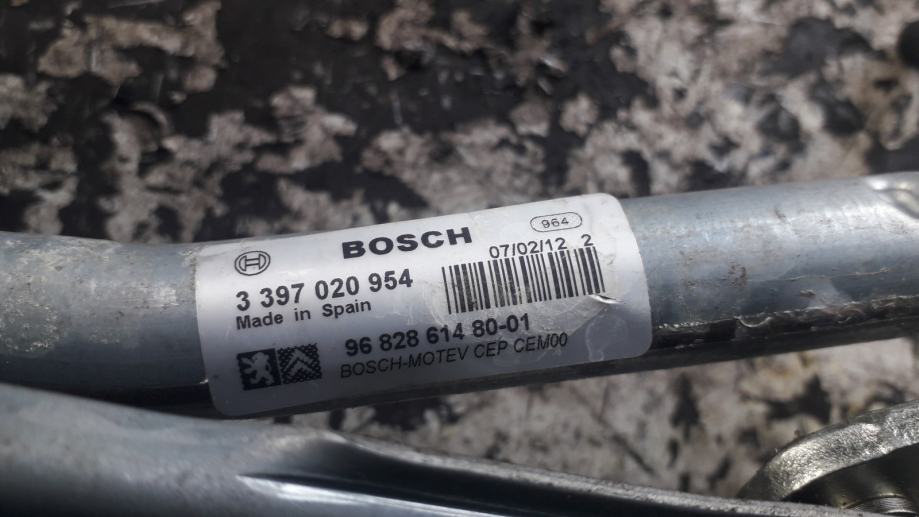 964
BOSCH
07/02/12 2
3 397 020 954
Made in Spain
96 828 614 80-01
BOSCH-MOTEV CEP CEM00